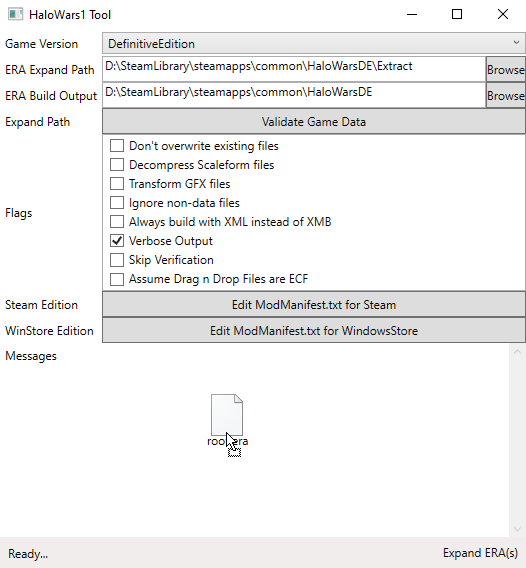 HaloWars1 Tool
Game Version DefinitiveEdition
ERA Expand Path D:\SteamLibrary\steamapps\common\HaloWarsDE\Extract Browse
ERA Build Output D:\SteamLibrary\steamapps\common\HaloWarsDE Browse
Expand Path Validate Game Data
Don't overwrite existing files
Decompress Scaleform files
Transform GFX files
Ignore non-data files
Flags
Always build with XML instead of XMB
Verbose Output
Skip Verification
Assume Drag n Drop Files are ECF
Steam Edition Edit ModManifest.txt for Steam
WinStore Edition Edit ModManifest.txt for WindowsStore
Messages
Ready... Expand ERA(s)